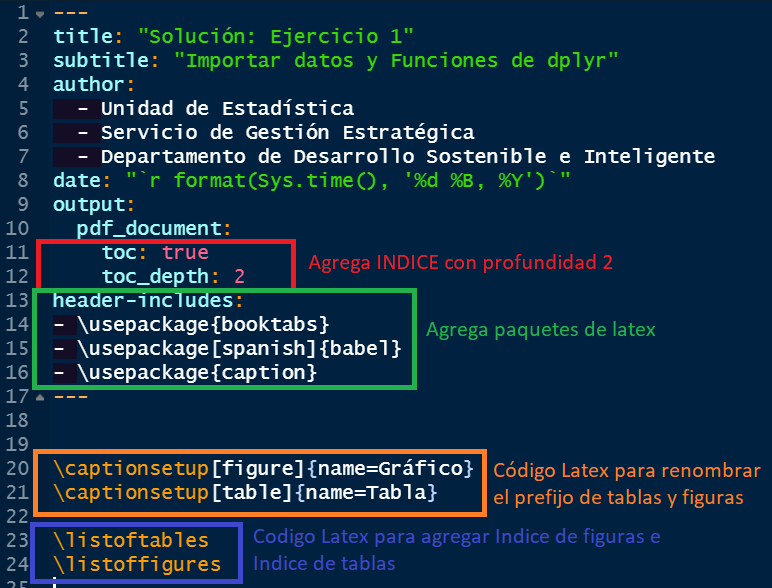 1 ---
2 title: "Solución: Ejercicio 1"
3 subtitle: "Importar datos y Funciones de dplyr"
4 author:
5   - Unidad de Estadística
6   - Servicio de Gestión Estratégica
7   - Departamento de Desarrollo Sostenible e Inteligente
8 date: "`r format(Sys.time(), '%d %B, %Y')`"
9 output:
10   pdf_document:
11     toc: true
12     toc_depth: 2
Agrega INDICE con profundidad 2
13 header-includes:
14 - \usepackage{booktabs}
15 - \usepackage[spanish]{babel}
16 - \usepackage{caption}
Agrega paquetes de latex
17 ---
18
19
20 \captionsetup[figure]{name=Gráfico}
21 \captionsetup[table]{name=Tabla}
Código Latex para renombrar
el prefijo de tablas y figuras
22
23 \listoftables
24 \listoffigures
Codigo Latex para agregar Indice de figuras e
Indice de tablas
25